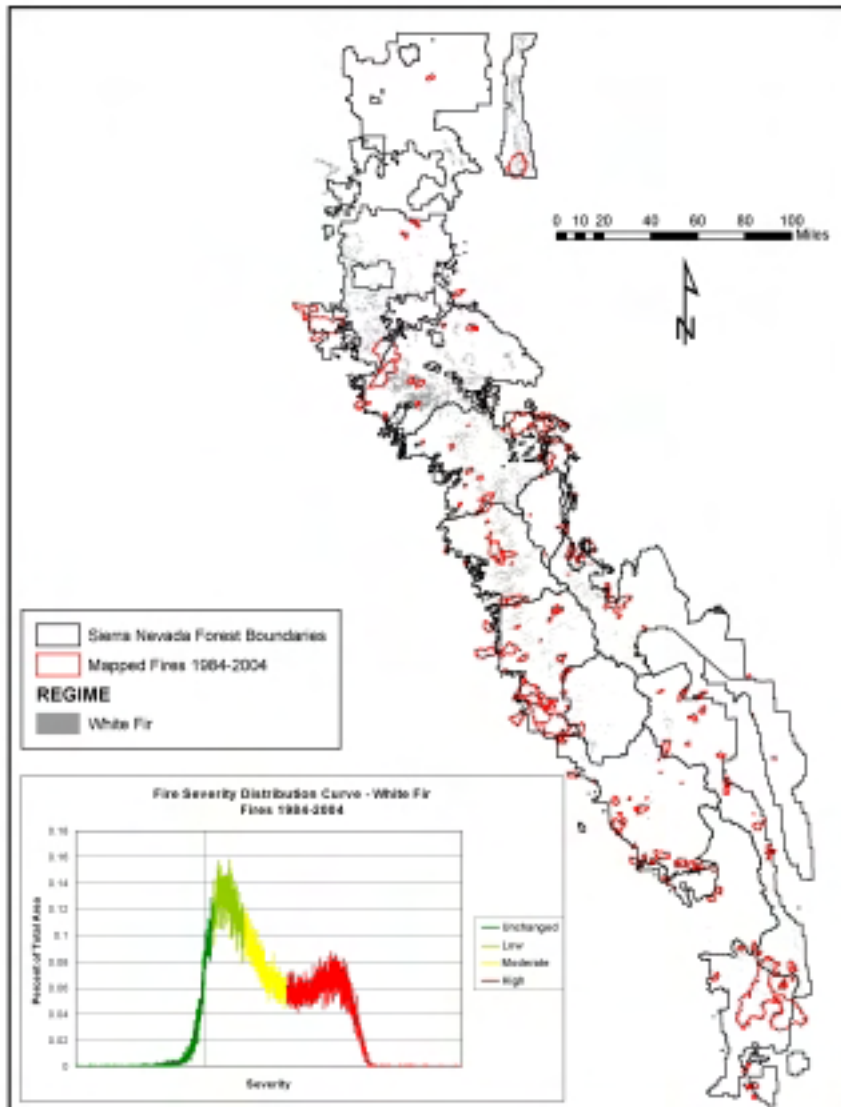 0 10 20 40 60 80 100
Miles
N
Sierra Nevada Forest Boundaries
Mapped Fires 1984-2004
REGIME
White Fir
Fire Severity Distribution Curve - White Fir
Fires 1984-2004
0.18
0.16
0.14
0.12
0.1
0.08
0.06
0.04
0.02
0
Percent of Total Area
Severity
Unchanged
Low
Moderate
High